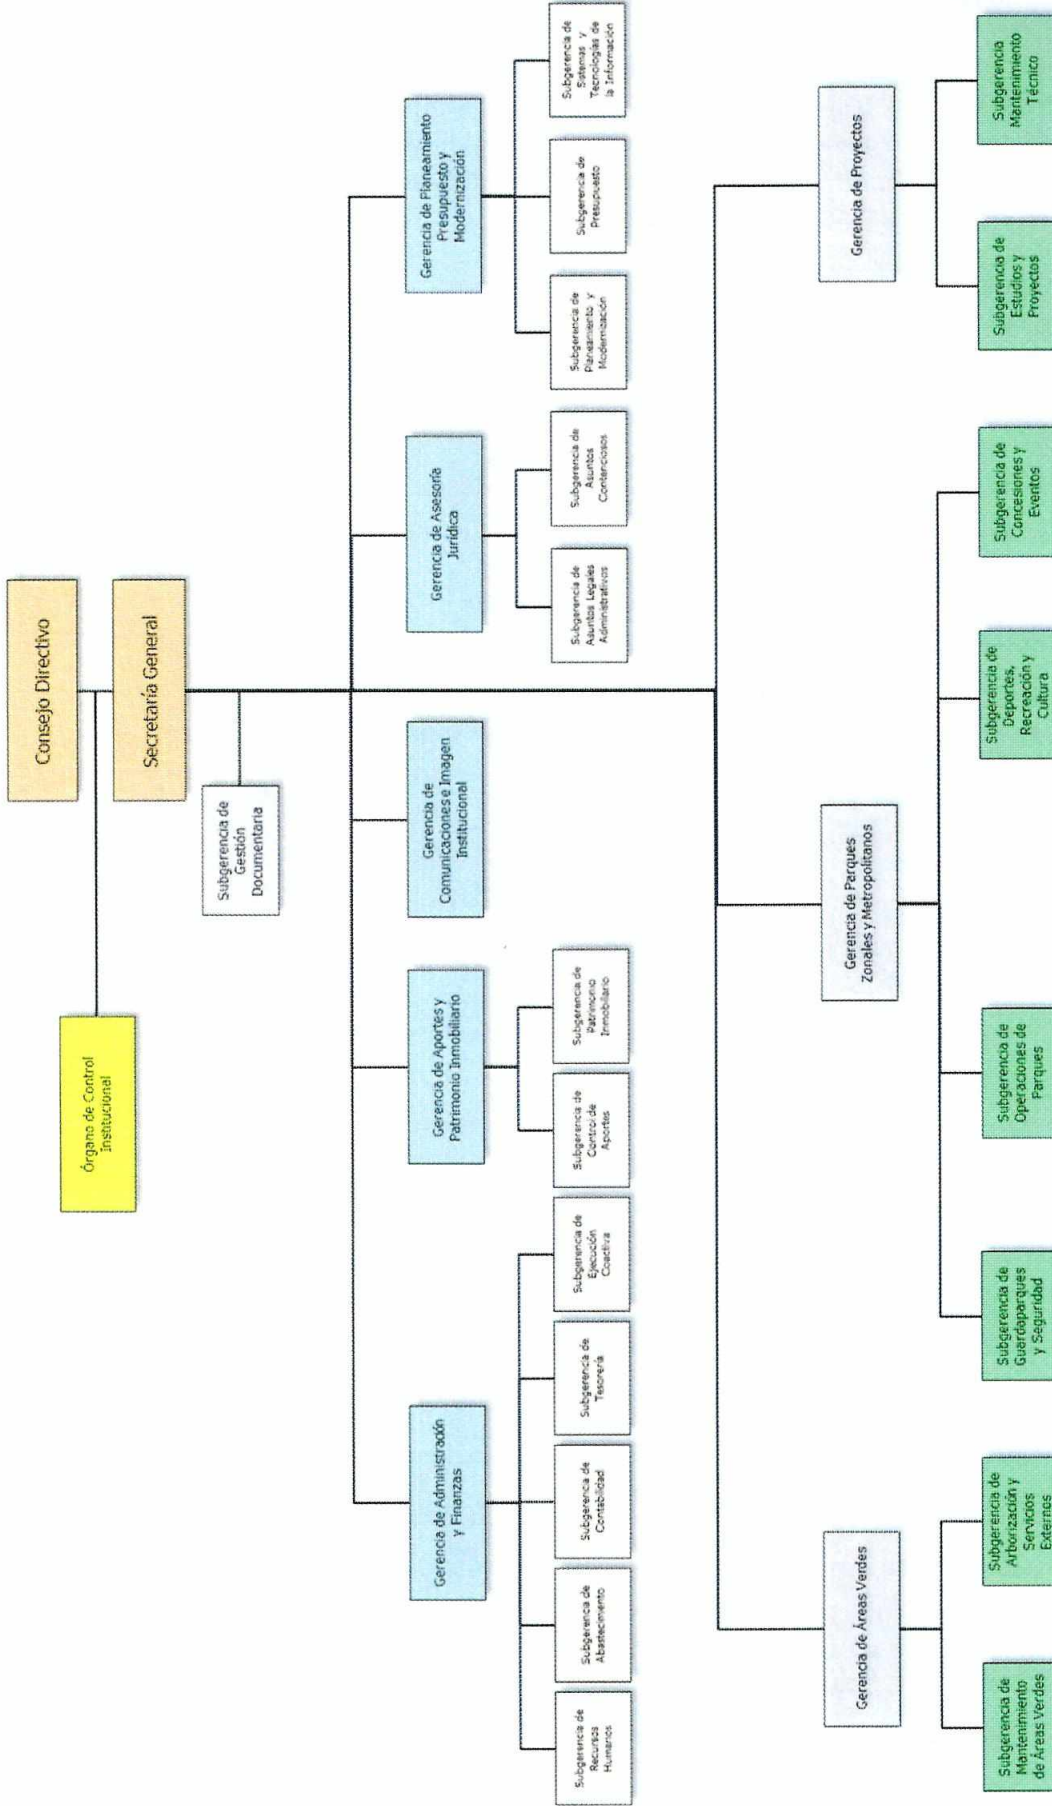 Consejo Directivo
Órgano de Control
Institucional
Secretaría General
Subgerencia de
Gestión
Documentaria
Gerencia de Administración
y Finanzas
Gerencia de Aportes y
Patrimonio Inmobiliario
Gerencia de
Comunicaciones e Imagen
Institucional
Gerencia de Asesoría
Jurídica
Gerencia de Planeamiento
Presupuesto y
Modernización
Subgerencia de
Recursos
Humanos
Subgerencia de
Abastecimiento
Subgerencia de
Contabilidad
Subgerencia de
Tesorería
Subgerencia de
Ejecución
Coactiva
Subgerencia de
Control de
Aportes
Subgerencia de
Patrimonio
Inmobiliario
Subgerencia de
Asuntos Legales
Administrativos
Subgerencia de
Asuntos
Contenciosos
Subgerencia de
Planeamiento y
Modernización
Subgerencia de
Presupuesto
Subgerencia de
Sistemas y
Tecnologías de
la Información
Gerencia de Áreas Verdes
Gerencia de Parques
Zonales y Metropolitanos
Gerencia de Proyectos
Subgerencia de
Mantenimiento
de Áreas Verdes
Subgerencia de
Arborización y
Servicios
Externos
Subgerencia de
Guardaparques
y Seguridad
Subgerencia de
Operaciones de
Parques
Subgerencia de
Deportes,
Recreación y
Cultura
Subgerencia de
Concesiones y
Eventos
Subgerencia de
Estudios y
Proyectos
Subgerencia
Mantenimiento
Técnico